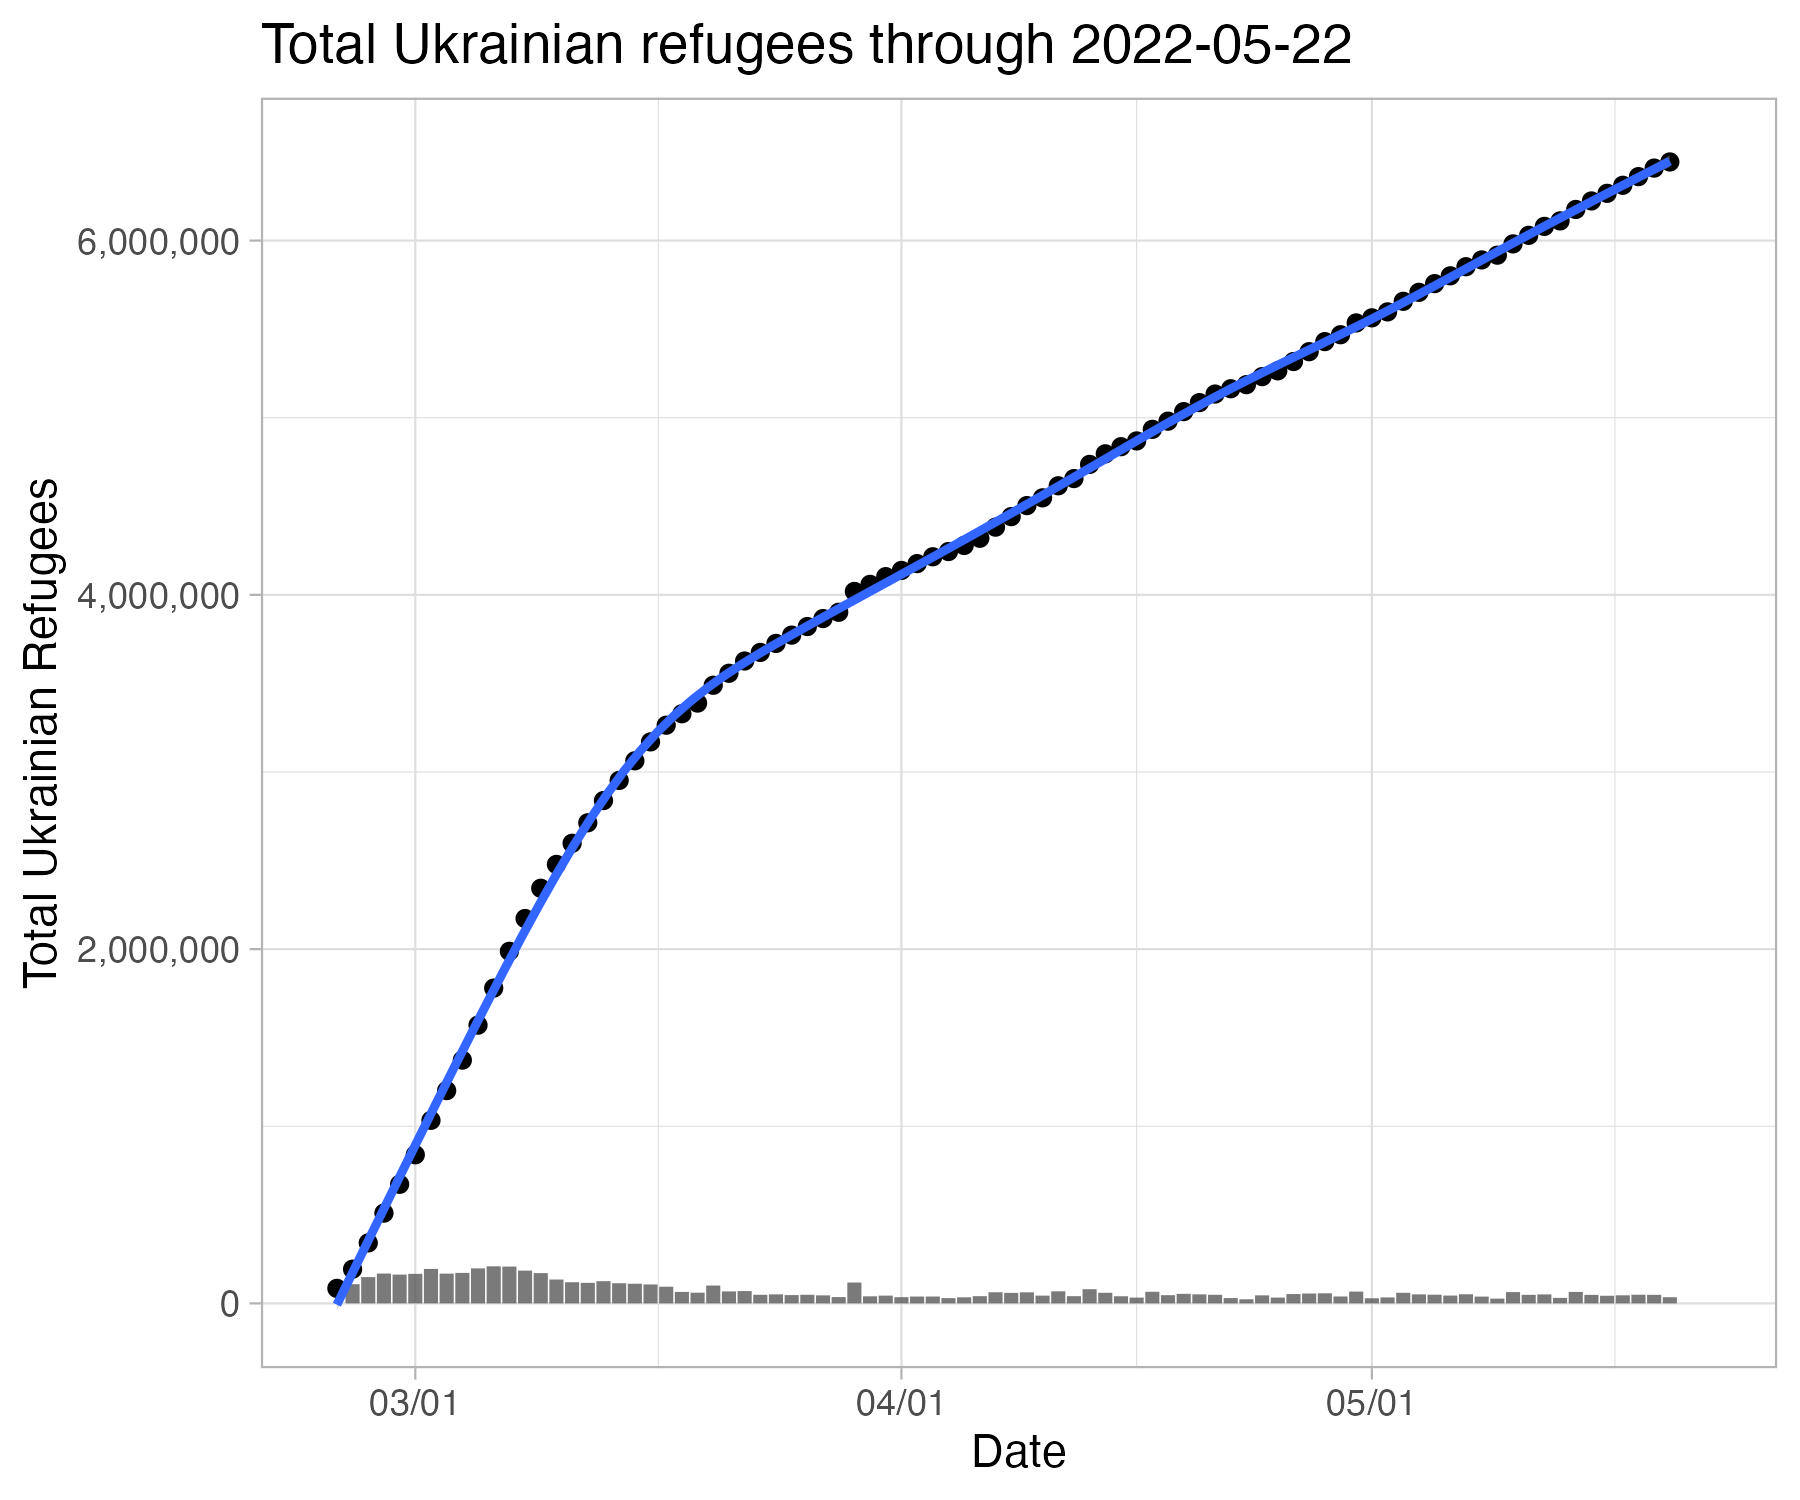 Total Ukrainian refugees through 2022-05-22
Total Ukrainian Refugees
6,000,000
4,000,000
2,000,000
0
03/01
04/01
05/01
Date